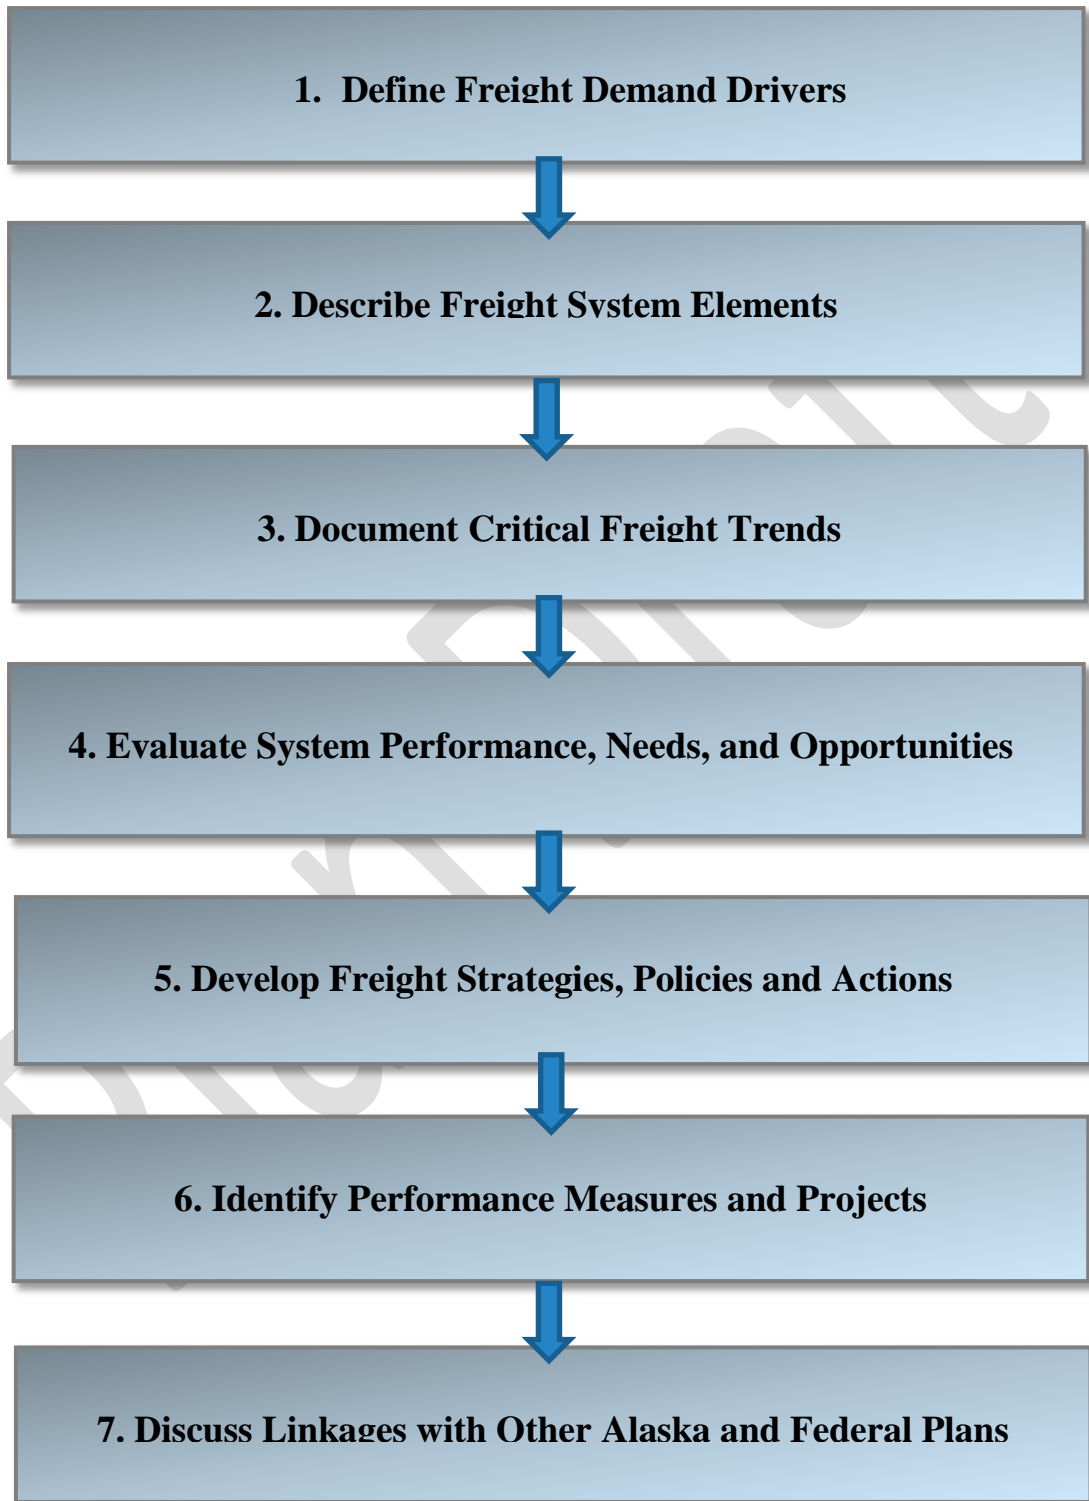 1. Define Freight Demand Drivers
2. Describe Freight System Elements
3. Document Critical Freight Trends
4. Evaluate System Performance, Needs, and Opportunities
5. Develop Freight Strategies, Policies and Actions
6. Identify Performance Measures and Projects
7. Discuss Linkages with Other Alaska and Federal Plans